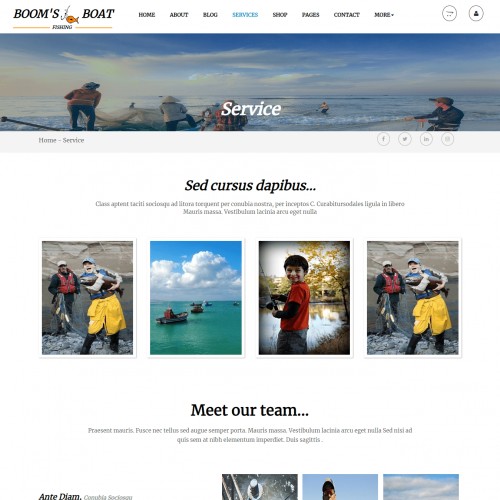 BOOM'S BOAT
FISHING
HOME ABOUT BLOG SERVICES SHOP PAGES CONTACT MORE
Service
Home - Service
Sed cursus dapibus...
Class aptent taciti sociosqu ad litora torquent per conubia nostra, per inceptos C. Curabitursodales ligula in libero
Mauris massa. Vestibulum lacinia arcu eget nulla
Meet our team...
Praesent mauris. Fusce nec tellus sed augue semper porta. Mauris massa. Vestibulum lacinia arcu eget nulla Sed nisi ad
quis sem at nibh elementum imperdiet. Duis sagittis .
Ante Diam, Conubia Sociosqu